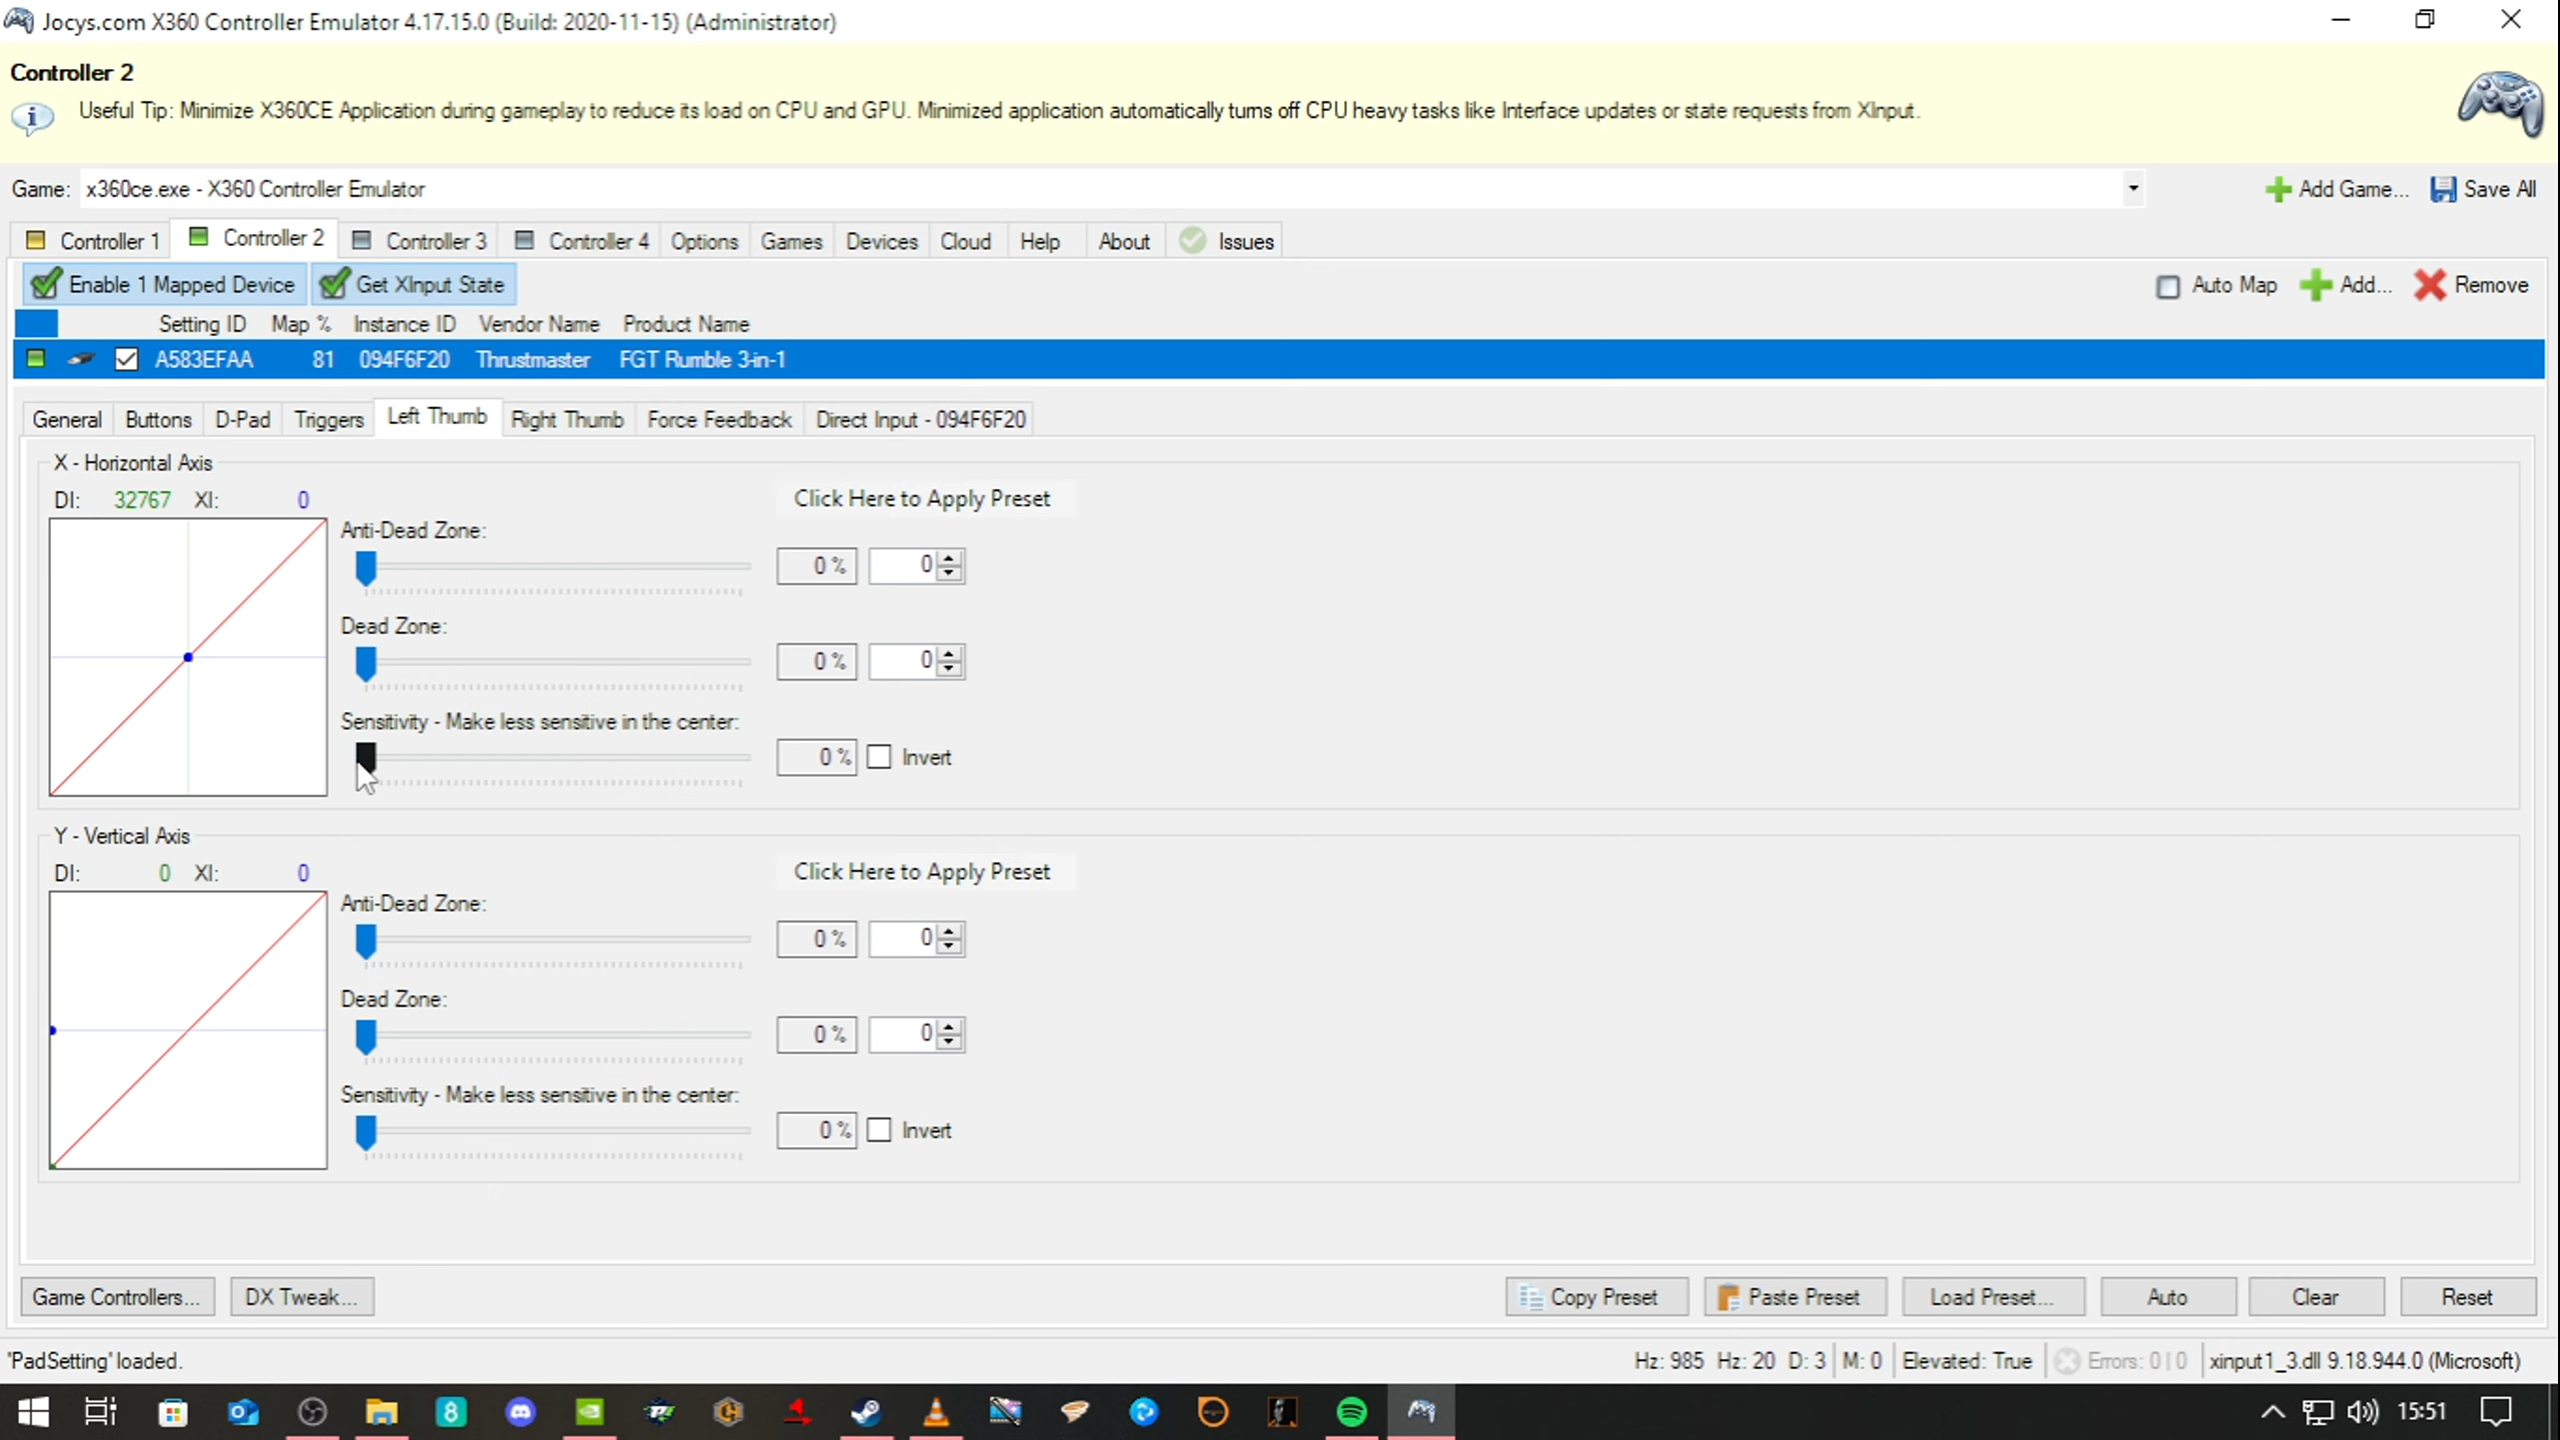 Jocys.com X360 Controller Emulator 4.17.15.0 (Build: 2020-11-15) (Administrator)
Controller 2
Useful Tip: Minimize X360CE Application during gameplay to reduce its load on CPU and GPU. Minimized application automatically turns off CPU heavy tasks like Interface updates or state requests from XInput.
Game: x360ce.exe - X360 Controller Emulator Add Game... Save All
Controller 1 Controller 2 Controller 3 Controller 4 Options Games Devices Cloud Help About Issues
Enable 1 Mapped Device Get XInput State Auto Map Add... Remove
Setting ID Map % Instance ID Vendor Name Product Name
A583EFAA 81 094F6F20 Thrustmaster FGT Rumble 3-in-1
General Buttons D-Pad Triggers Left Thumb Right Thumb Force Feedback Direct Input - 094F6F20
X - Horizontal Axis
DI: 32767 XI: 0 Click Here to Apply Preset
Anti-Dead Zone:
0 % 0
Dead Zone:
0 % 0
Sensitivity - Make less sensitive in the center:
0 % Invert
Y - Vertical Axis
DI: 0 XI: 0 Click Here to Apply Preset
Anti-Dead Zone:
0 % 0
Dead Zone:
0 % 0
Sensitivity - Make less sensitive in the center:
0 % Invert
Game Controllers... DX Tweak... Copy Preset Paste Preset Load Preset... Auto Clear Reset
'PadSetting' loaded. Hz: 985 Hz: 20 D: 3 M: 0 Elevated: True Errors: 0 | 0 xinput1_3.dll 9.18.944.0 (Microsoft)
8 15:51